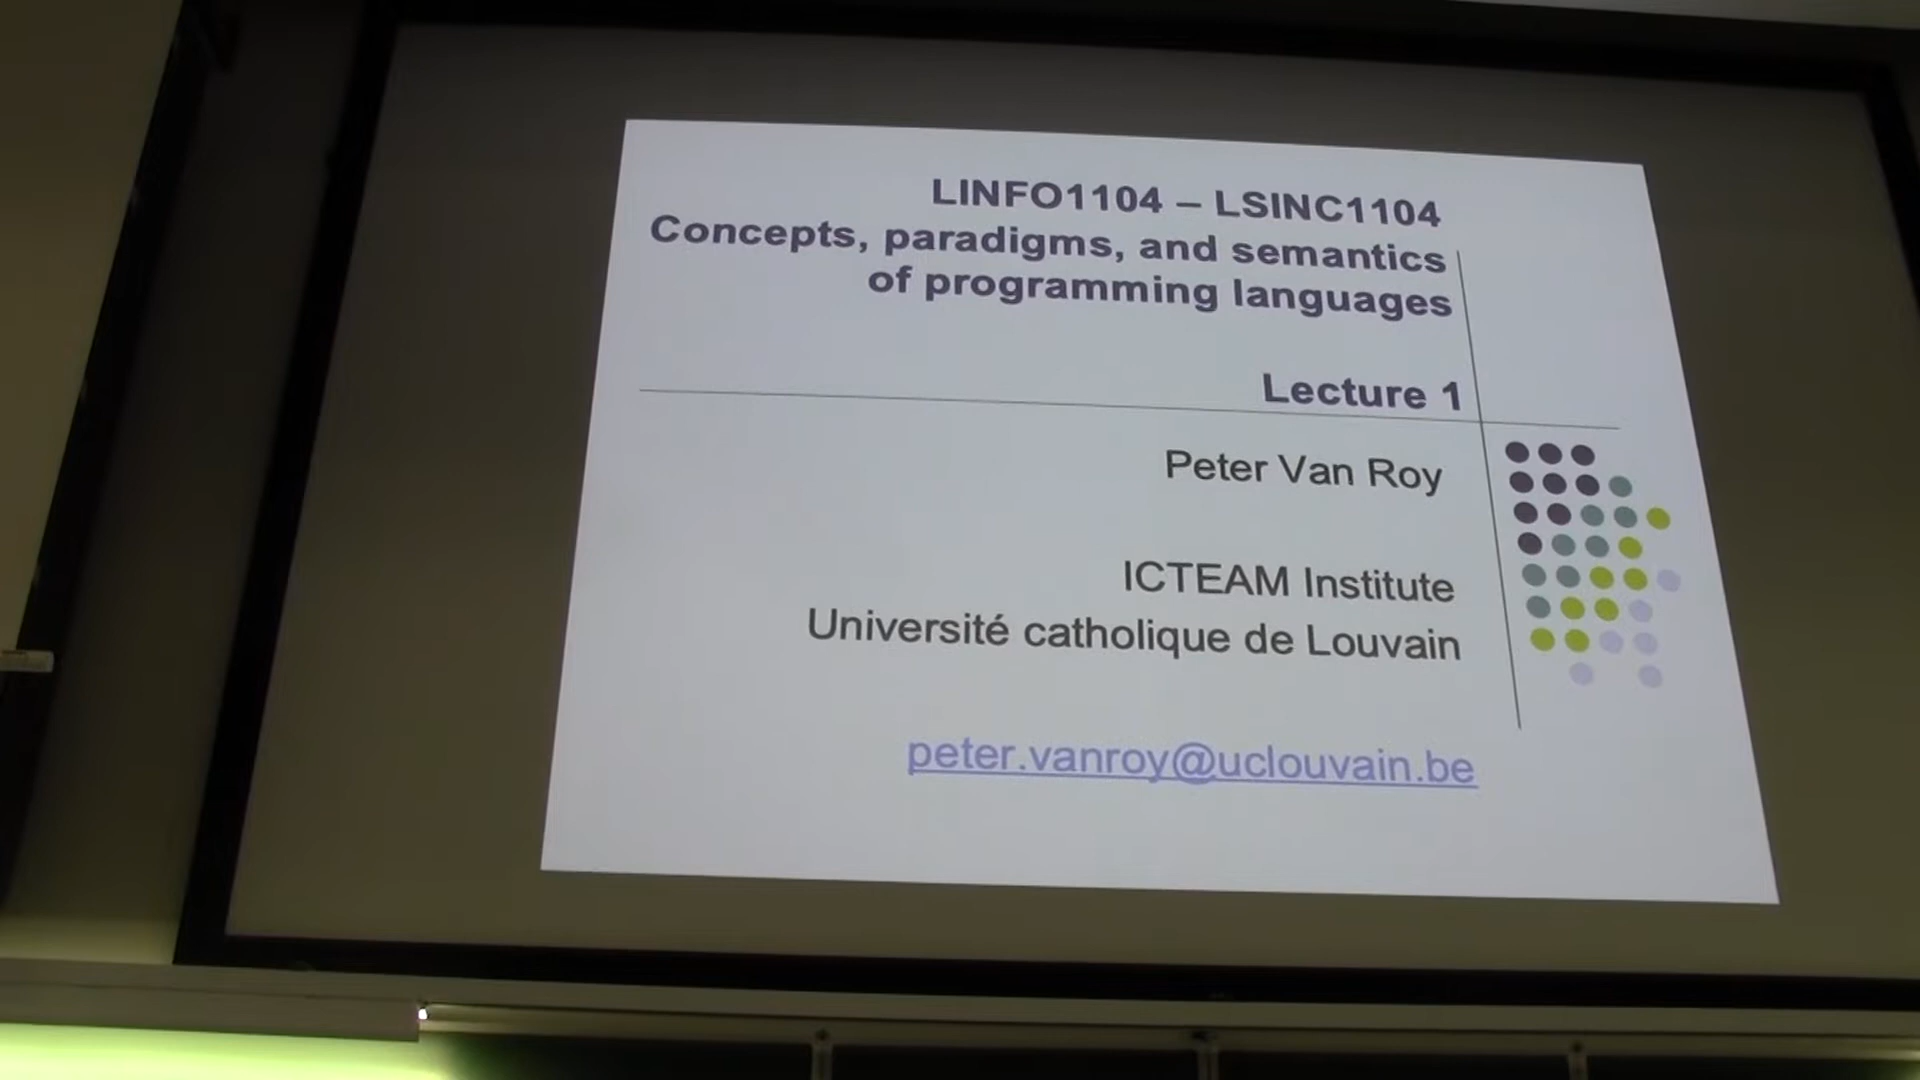 LINFO1104 – LSINC1104
Concepts, paradigms, and semantics
of programming languages
Lecture 1
Peter Van Roy
ICTEAM Institute
Université catholique de Louvain
peter.vanroy@uclouvain.be